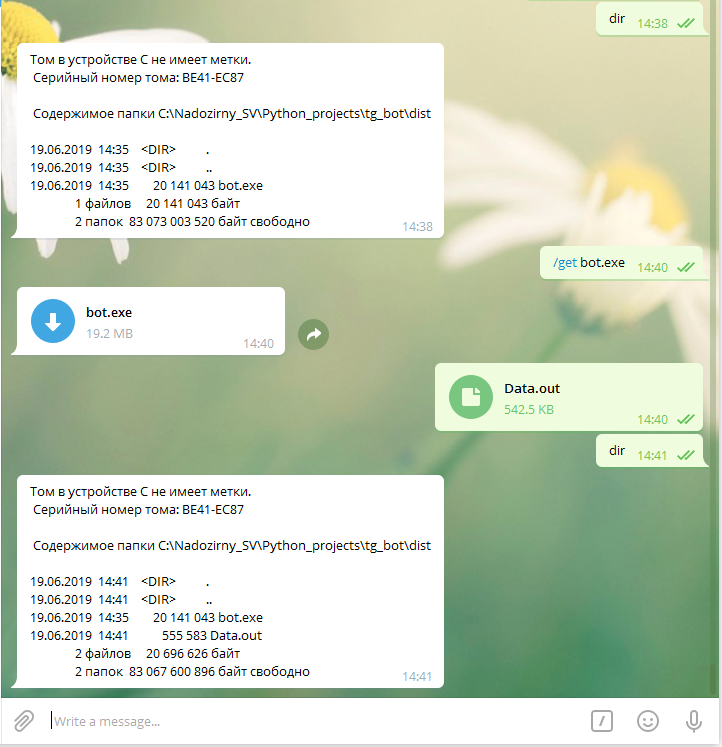 dir 14:38
Том в устройстве C не имеет метки.
Серийный номер тома: BE41-EC87
Содержимое папки C:\Nadozirny_SV\Python_projects\tg_bot\dist
19.06.2019 14:35 <DIR> .
19.06.2019 14:35 <DIR> ..
19.06.2019 14:35 20 141 043 bot.exe
1 файлов 20 141 043 байт
2 папок 83 073 003 520 байт свободно
14:38
/get bot.exe 14:40
bot.exe
19.2 MB
14:40
Data.out
542.5 KB
14:40
dir 14:41
Том в устройстве C не имеет метки.
Серийный номер тома: BE41-EC87
Содержимое папки C:\Nadozirny_SV\Python_projects\tg_bot\dist
19.06.2019 14:41 <DIR> .
19.06.2019 14:41 <DIR> ..
19.06.2019 14:35 20 141 043 bot.exe
19.06.2019 14:41 555 583 Data.out
2 файлов 20 696 626 байт
2 папок 83 067 600 896 байт свободно
14:41
Write a message...